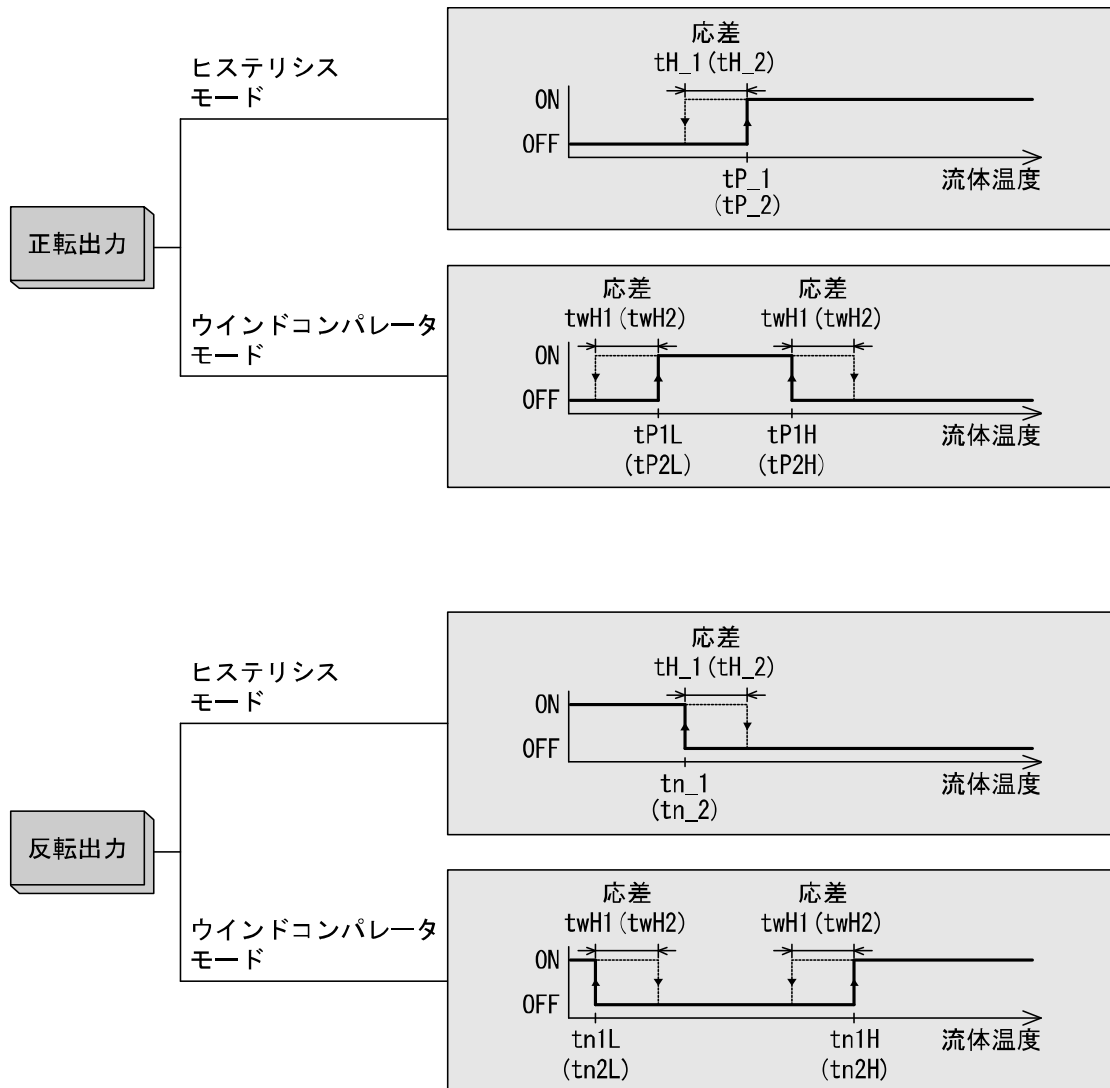 正転出力
ヒステリシス
モード
応差
tH_1(tH_2)
ON
OFF
tP_1
(tP_2)
流体温度
ウインドコンパレータ
モード
応差
twH1(twH2)
応差
twH1(twH2)
ON
OFF
tP1L
(tP2L)
tP1H
(tP2H)
流体温度
反転出力
ヒステリシス
モード
応差
tH_1(tH_2)
ON
OFF
tn_1
(tn_2)
流体温度
ウインドコンパレータ
モード
応差
twH1(twH2)
応差
twH1(twH2)
ON
OFF
tn1L
(tn2L)
tn1H
(tn2H)
流体温度